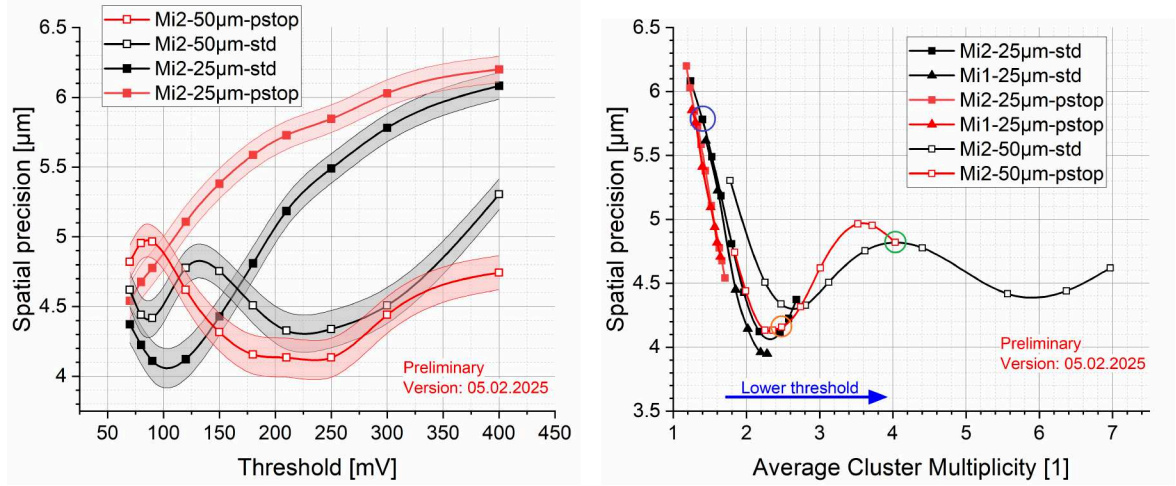 Mi2-50µm-pstop
Mi2-50µm-std
Mi2-25µm-std
Mi2-25µm-pstop
6.5
6
5.5
5
4.5
4
Spatial precision [µm]
Preliminary
Version: 05.02.2025
50 100 150 200 250 300 350 400 450
Threshold [mV]
Mi2-25µm-std
Mi1-25µm-std
Mi2-25µm-pstop
Mi1-25µm-pstop
Mi2-50µm-std
Mi2-50µm-pstop
6.5
6
5.5
5
4.5
4
3.5
Spatial precision [µm]
Preliminary
Version: 05.02.2025
Lower threshold
1 2 3 4 5 6 7
Average Cluster Multiplicity [1]